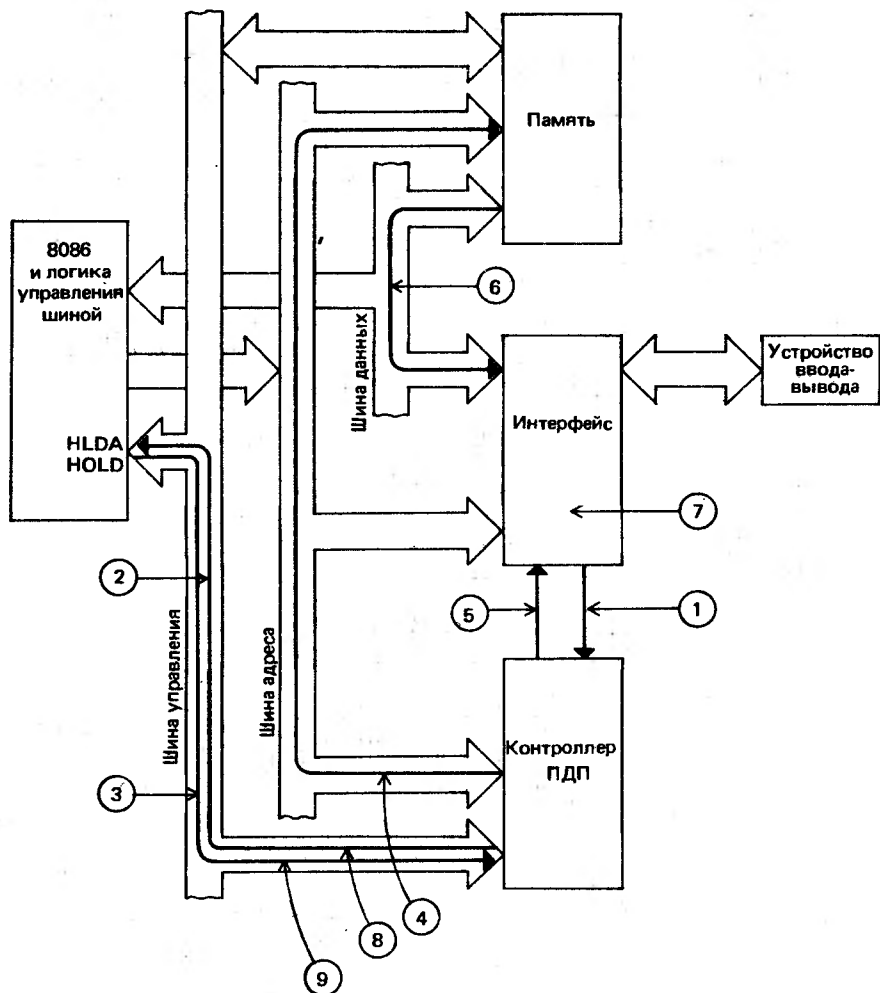 Память
8086
и логика
управления
шиной
6
Шина данных
Устройство
ввода-
вывода
Интерфейс
HLDA
HOLD
7
2
5
1
Шина управления
Шина адреса
Контроллер
ПДП
3
4
8
9